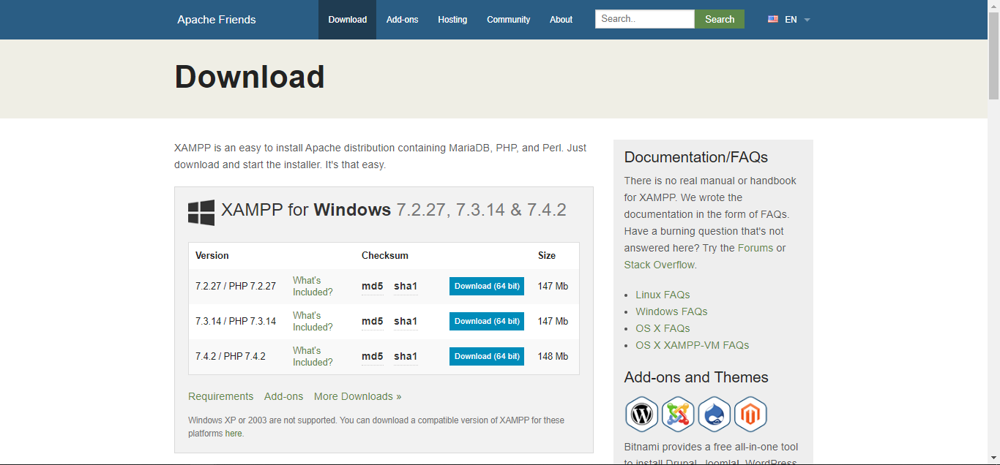 Apache Friends
Download
Add-ons
Hosting
Community
About
Search..
Search
EN
Download
XAMPP is an easy to install Apache distribution containing MariaDB, PHP, and Perl. Just
download and start the installer. It's that easy.
XAMPP for Windows 7.2.27, 7.3.14 & 7.4.2
Version Checksum Size
7.2.27 / PHP 7.2.27 What's
Included? md5 sha1 Download (64 bit) 147 Mb
7.3.14 / PHP 7.3.14 What's
Included? md5 sha1 Download (64 bit) 147 Mb
7.4.2 / PHP 7.4.2 What's
Included? md5 sha1 Download (64 bit) 148 Mb
Requirements Add-ons More Downloads »
Windows XP or 2003 are not supported. You can download a compatible version of XAMPP for these
platforms here.
Documentation/FAQs
There is no real manual or handbook
for XAMPP. We wrote the
documentation in the form of FAQs.
Have a burning question that's not
answered here? Try the Forums or
Stack Overflow.
Linux FAQs
Windows FAQs
OS X FAQs
OS X XAMPP-VM FAQs
Add-ons and Themes
Bitnami provides a free all-in-one tool
to install Drupal, Joomla!, WordPress